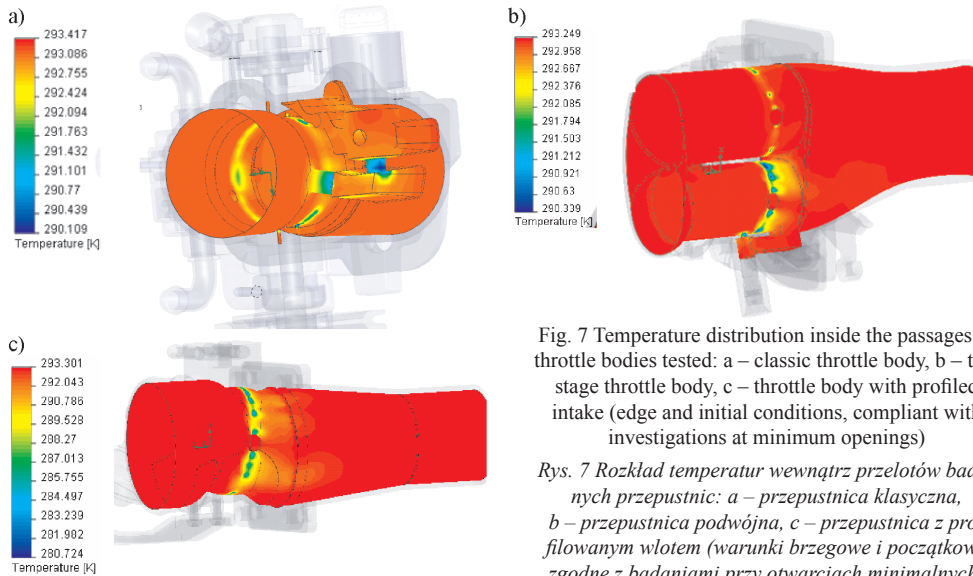 a)
293.417
293.086
292.755
292.424
292.094
291.763
291.432
291.101
290.77
290.439
290.109
Temperature [K]
b)
293.249
292.958
292.667
292.376
292.085
291.794
291.503
291.212
290.921
290.63
290.339
Temperature [K]
c)
293.301
292.043
290.786
289.528
288.27
287.013
285.755
284.497
283.239
281.982
280.724
Temperature [K]
Fig. 7 Temperature distribution inside the passages
throttle bodies tested: a – classic throttle body, b – t
stage throttle body, c – throttle body with profiled
intake (edge and initial conditions, compliant with
investigations at minimum openings)
Rys. 7 Rozkład temperatur wewnątrz przelotów bad
nych przepustnic: a – przepustnica klasyczna,
b – przepustnica podwójna, c – przepustnica z pro
filowanym wlotem (warunki brzegowe i początkow
zgodne z badaniami przy otwarciach minimalnych